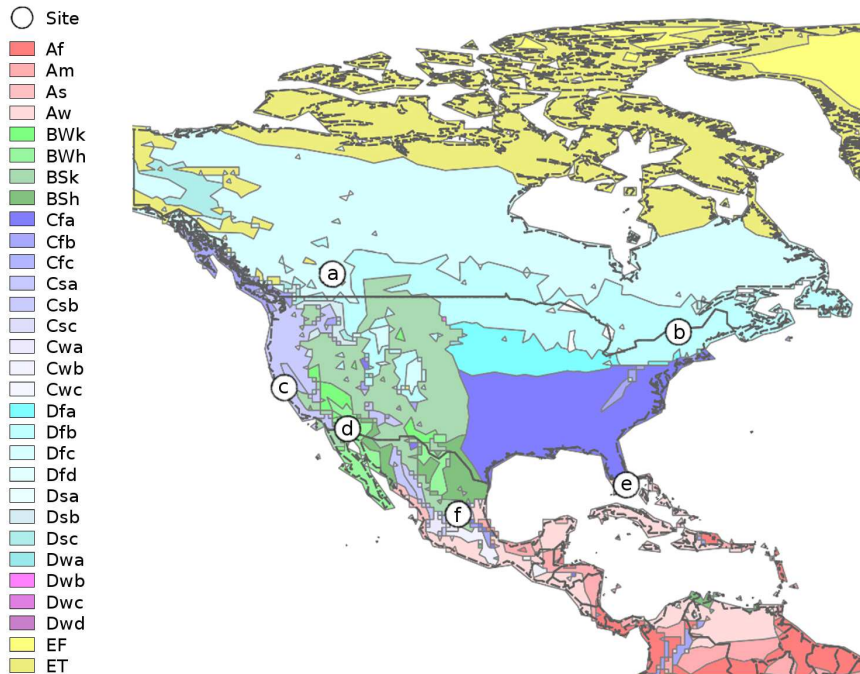 Site
Af
Am
As
Aw
BWk
BWh
BSk
BSh
Cfa
Cfb
Cfc
Csa
Csb
Csc
Cwa
Cwb
Cwc
Dfa
Dfb
Dfc
Dfd
Dsa
Dsb
Dsc
Dwa
Dwb
Dwc
Dwd
EF
ET
a
b
c
d
e
f